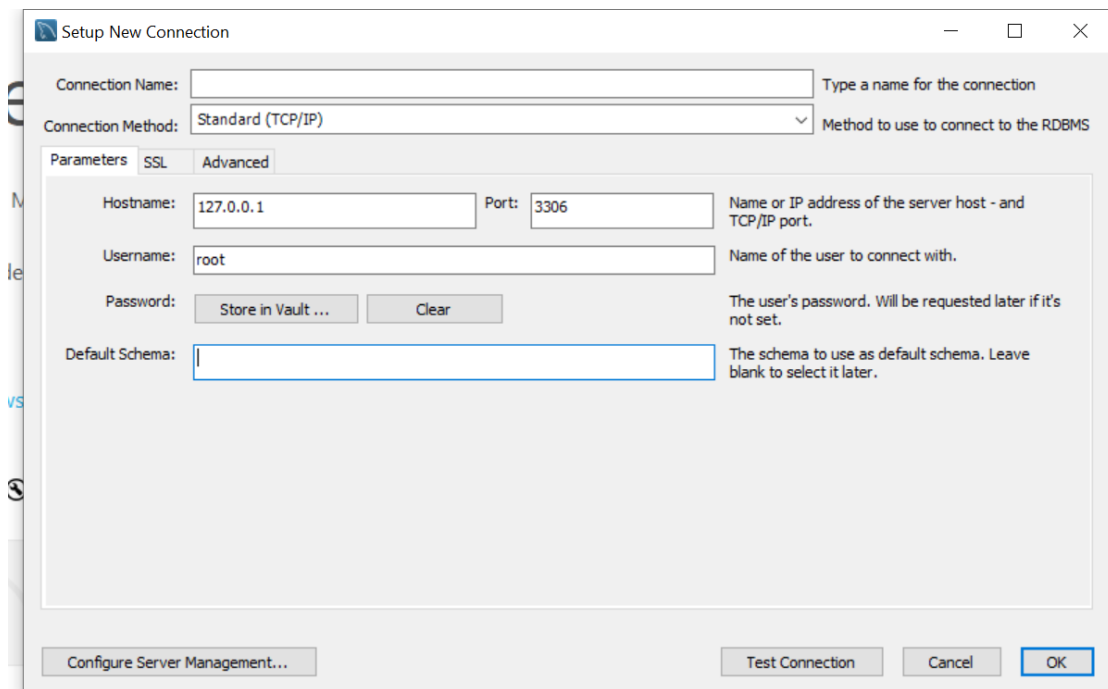 Setup New Connection
Connection Name:
Type a name for the connection
Connection Method: Standard (TCP/IP)
Method to use to connect to the RDBMS
Parameters SSL Advanced
Hostname: 127.0.0.1 Port: 3306
Name or IP address of the server host - and
TCP/IP port.
Username: root
Name of the user to connect with.
Password: Store in Vault ... Clear
The user's password. Will be requested later if it's
not set.
Default Schema:
The schema to use as default schema. Leave
blank to select it later.
Configure Server Management... Test Connection Cancel OK